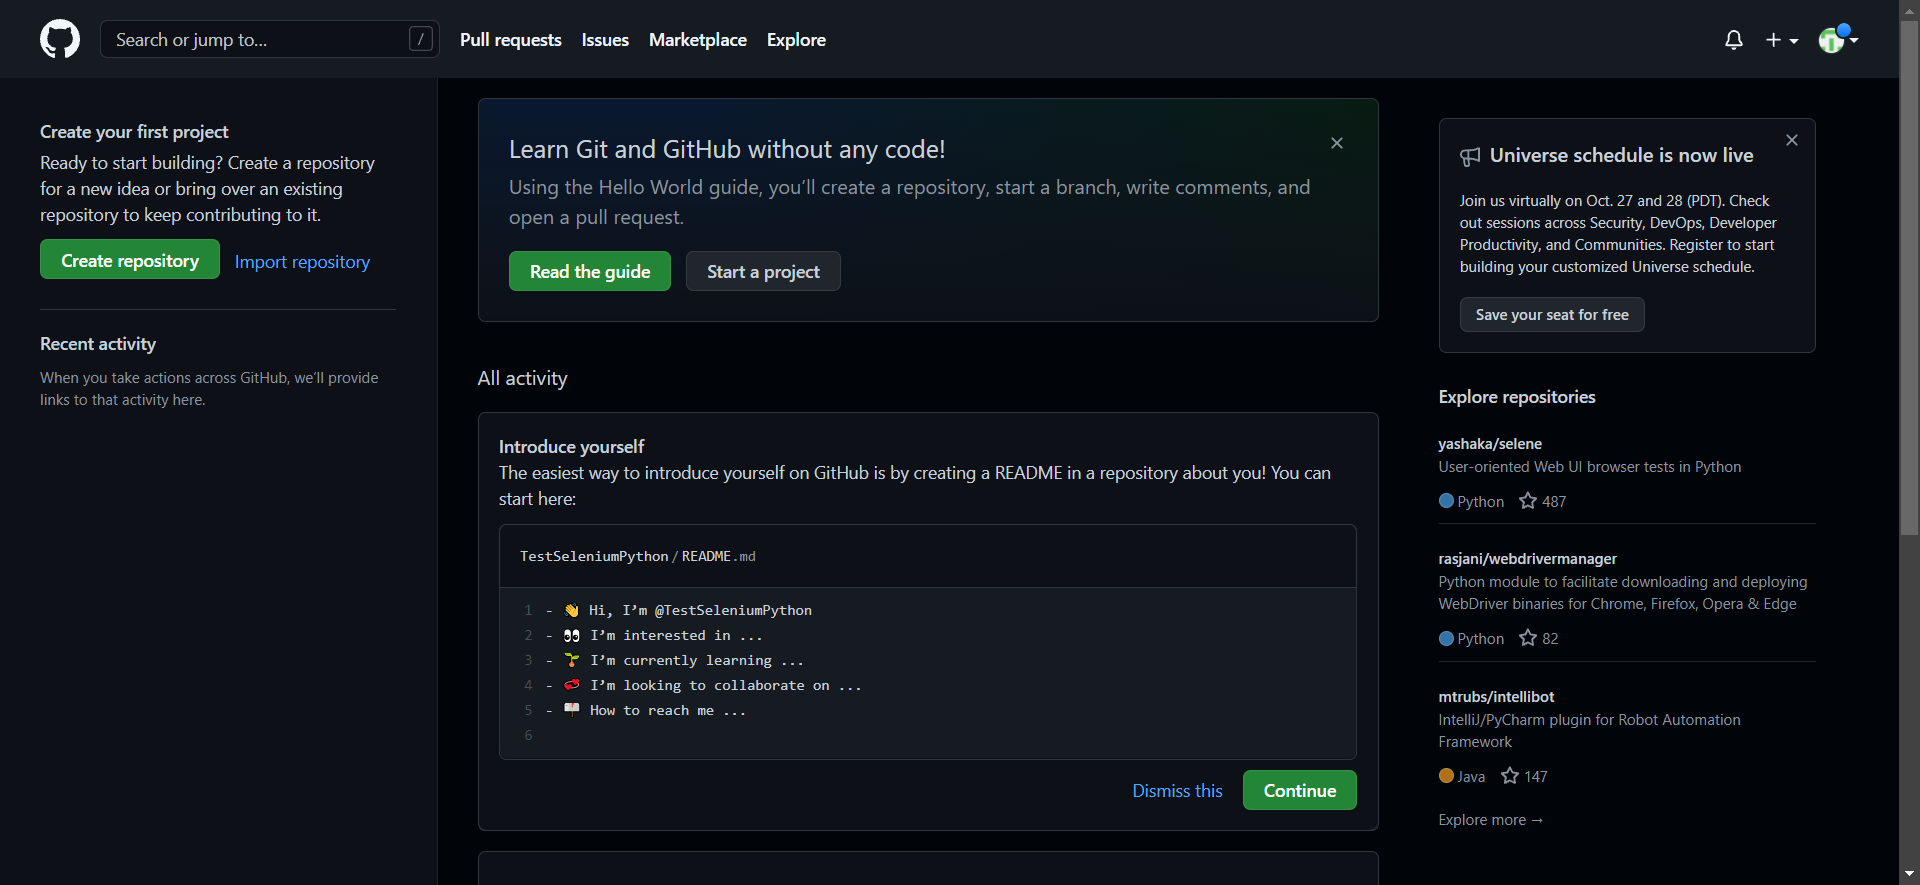 Search or jump to...
/
Pull requests
Issues
Marketplace
Explore
Create your first project
Ready to start building? Create a repository
for a new idea or bring over an existing
repository to keep contributing to it.
Create repository
Import repository
Recent activity
When you take actions across GitHub, we’ll provide
links to that activity here.
Learn Git and GitHub without any code!
Using the Hello World guide, you’ll create a repository, start a branch, write comments, and
open a pull request.
Read the guide
Start a project
All activity
Introduce yourself
The easiest way to introduce yourself on GitHub is by creating a README in a repository about you! You can
start here:
TestSeleniumPython / README.md
1 - 👋 Hi, I’m @TestSeleniumPython
2 - 👀 I’m interested in ...
3 - 🌱 I’m currently learning ...
4 - 💞️ I’m looking to collaborate on ...
5 - 📫 How to reach me ...
6
Dismiss this
Continue
Universe schedule is now live
Join us virtually on Oct. 27 and 28 (PDT). Check
out sessions across Security, DevOps, Developer
Productivity, and Communities. Register to start
building your customized Universe schedule.
Save your seat for free
Explore repositories
yashaka/selene
User-oriented Web UI browser tests in Python
Python 487
rasjani/webdrivermanager
Python module to facilitate downloading and deploying
WebDriver binaries for Chrome, Firefox, Opera & Edge
Python 82
mtrubs/intellibot
IntelliJ/PyCharm plugin for Robot Automation
Framework
Java 147
Explore more →